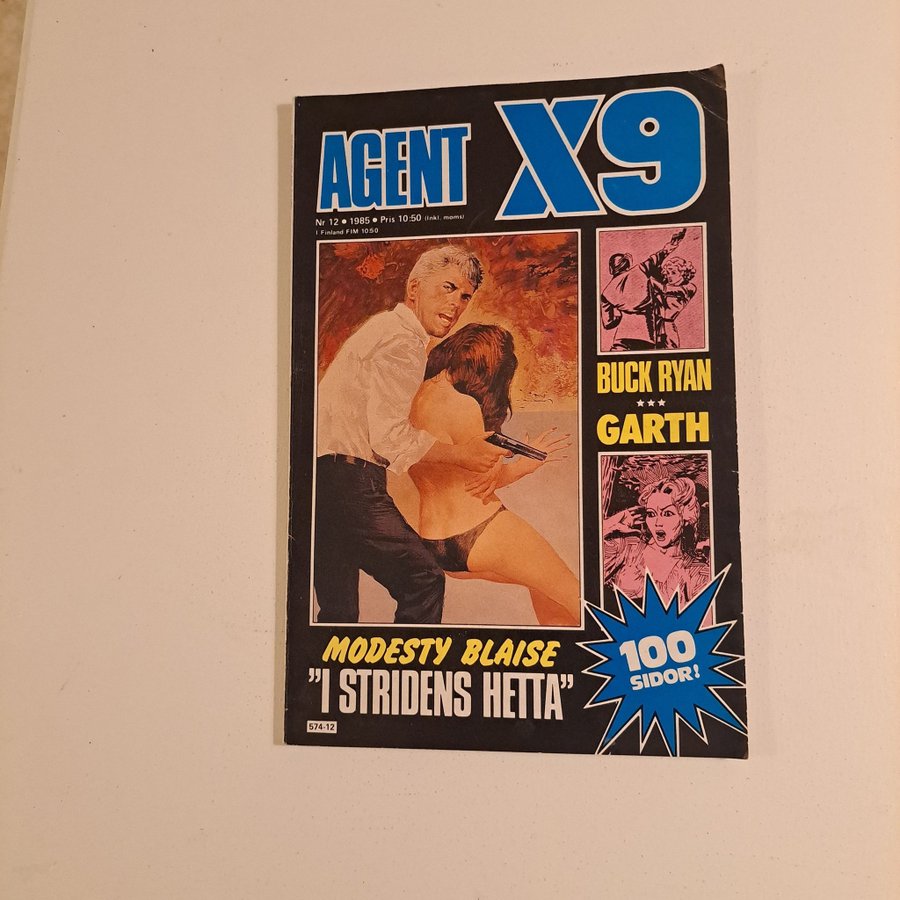 AGENT X9
Nr 12 • 1985 • Pris 10:50 (Inkl. moms)
I Finland FIM 10:50
BUCK RYAN
***
GARTH
MODESTY BLAISE
"I STRIDENS HETTA"
100
SIDOR!
574-12